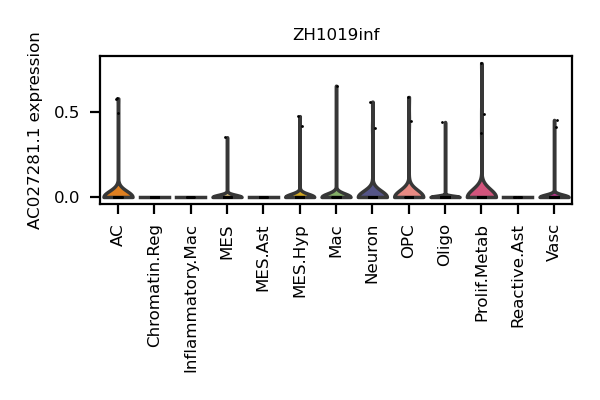 ZH1019inf
AC027281.1 expression
0.5
0.0
AC
Chromatin.Reg
Inflammatory.Mac
MES
MES.Ast
MES.Hyp
Mac
Neuron
OPC
Oligo
Prolif.Metab
Reactive.Ast
Vasc